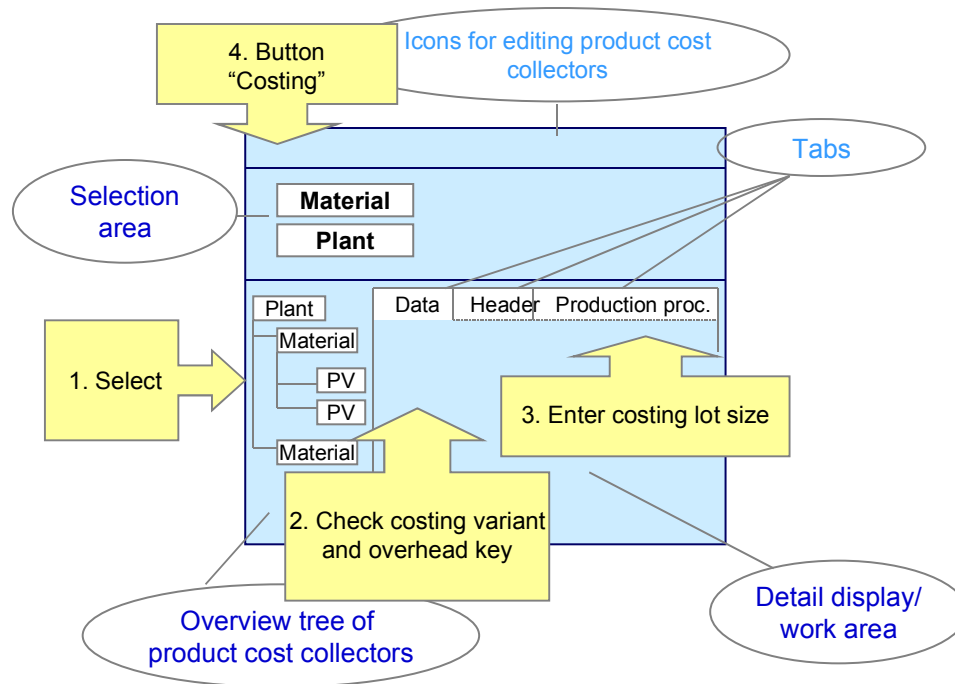 4. Button
“Costing”
Icons for editing product cost
collectors
Tabs
Selection
area
Material
Plant
Plant
Material
PV
PV
Material
Data
Header
Production proc.
1. Select
3. Enter costing lot size
2. Check costing variant
and overhead key
Overview tree of
product cost collectors
Detail display/
work area